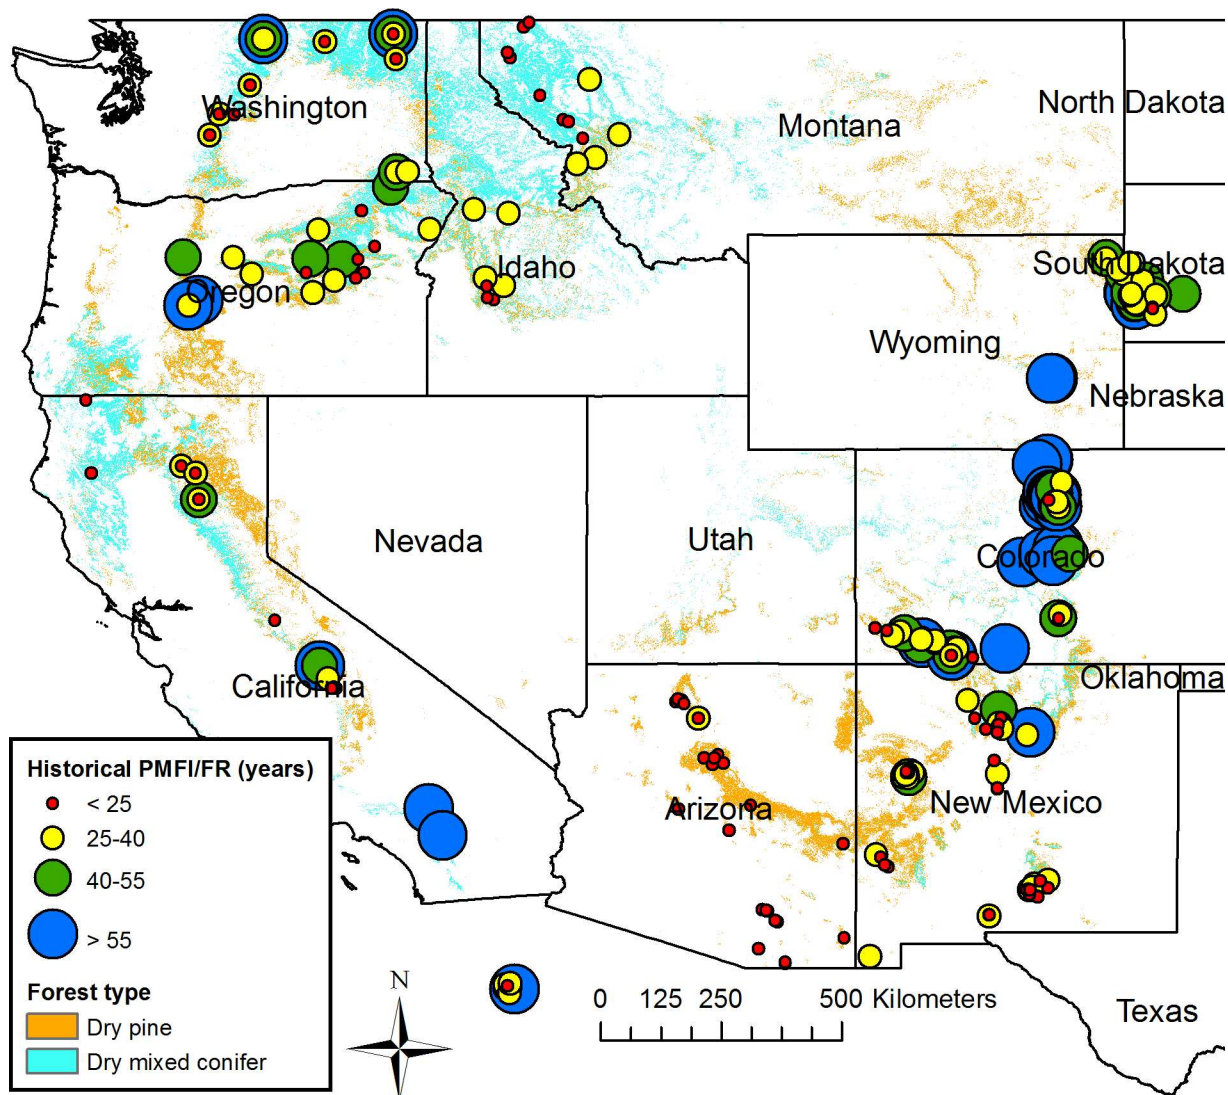 Washington
Montana
North Dakota
Oregon
Idaho
South Dakota
Wyoming
Nebraska
Nevada
Utah
Colorado
California
Oklahoma
Arizona
New Mexico
Texas
Historical PMFI/FR (years)
< 25
25-40
40-55
> 55
Forest type
Dry pine
Dry mixed conifer
N
0 125 250 500 Kilometers